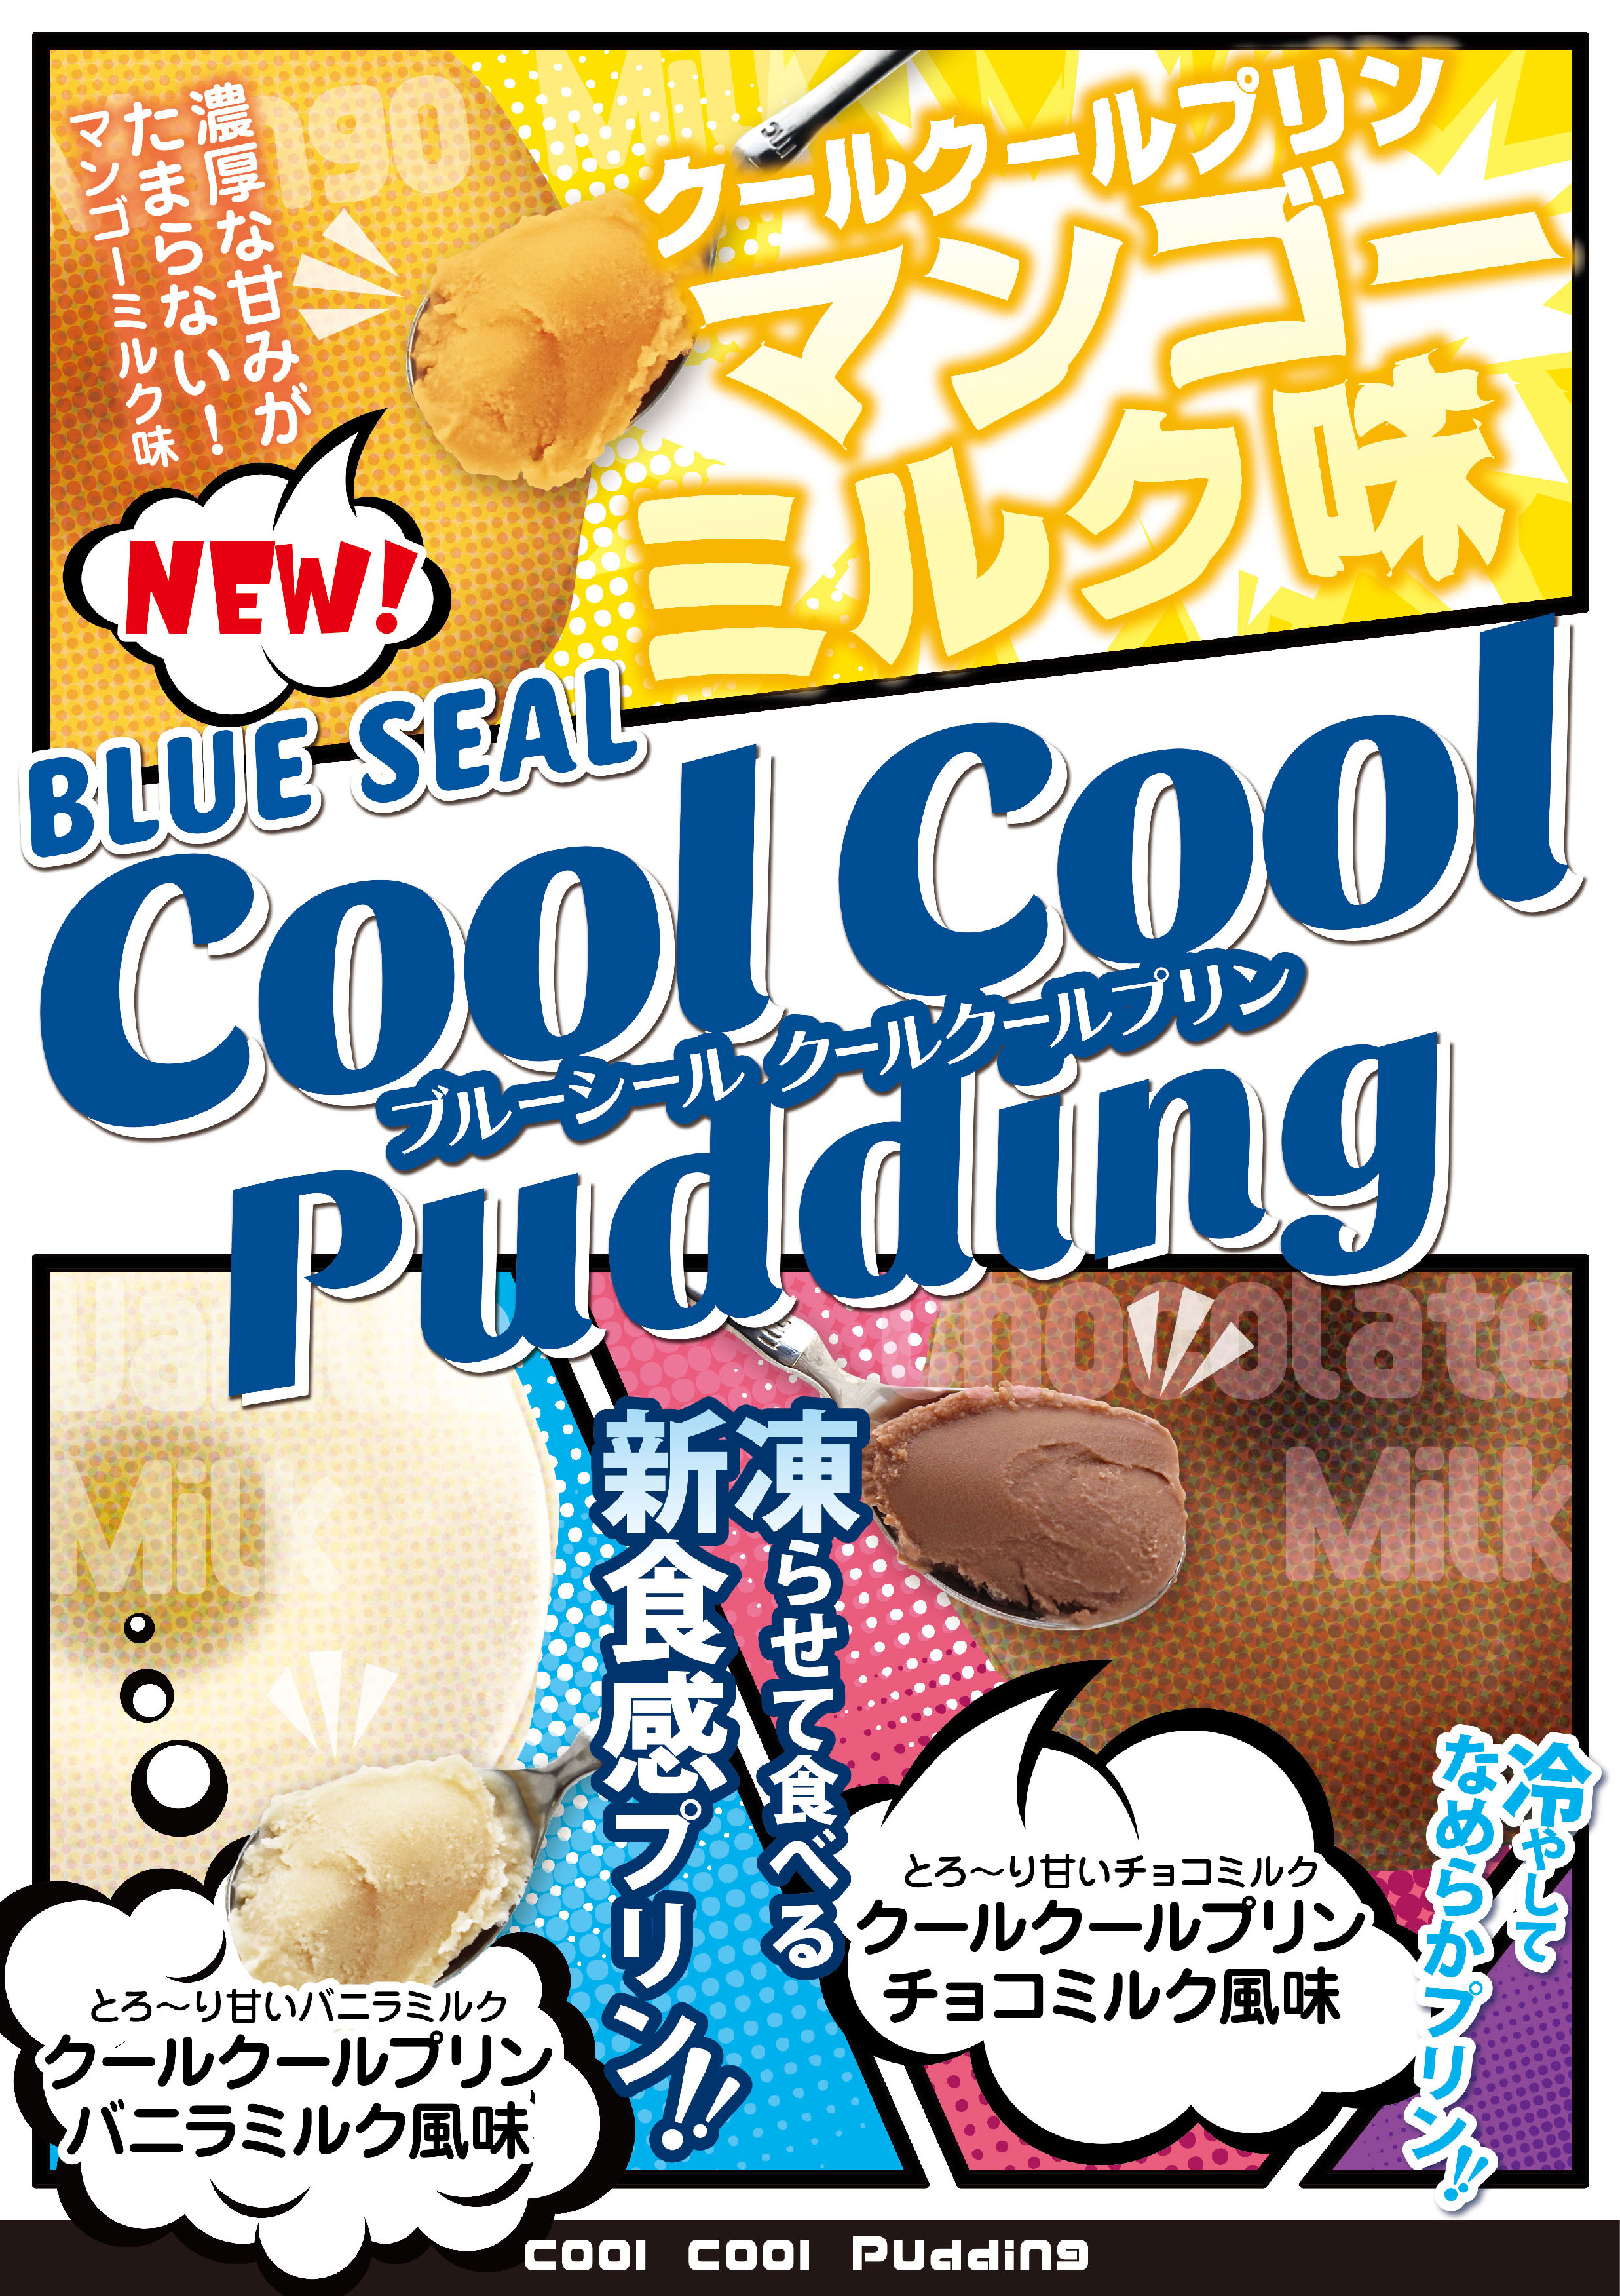 Mango Milk
濃厚な甘みが
たまらない!
マンゴーミルク味
クールクールプリン
マンゴー
ミルク味
NEW!
BLUE SEAL
Cool Cool
ブルーシール クールクールプリン
Pudding
Milk
Chocolate
Milk
凍らせて食べる
新食感プリン!!
とろ〜り甘いチョコミルク
クールクールプリン
チョコミルク風味
冷やして
なめらかプリン!!
とろ〜り甘いバニラミルク
クールクールプリン
バニラミルク風味
cool cool Pudding